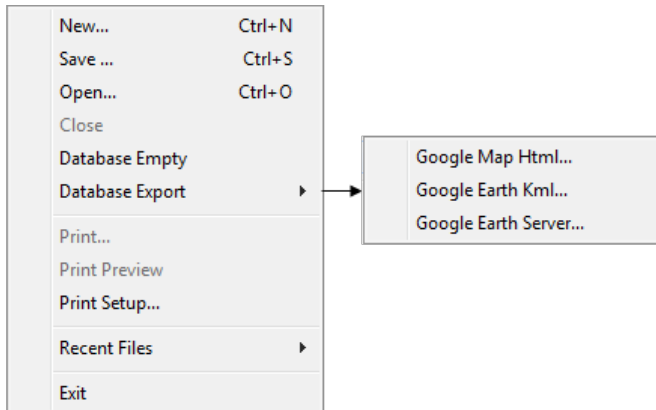 New... Ctrl+N
Save ... Ctrl+S
Open... Ctrl+O
Close
Database Empty
Database Export
Google Map Html...
Google Earth Kml...
Google Earth Server...
Print...
Print Preview
Print Setup...
Recent Files
Exit